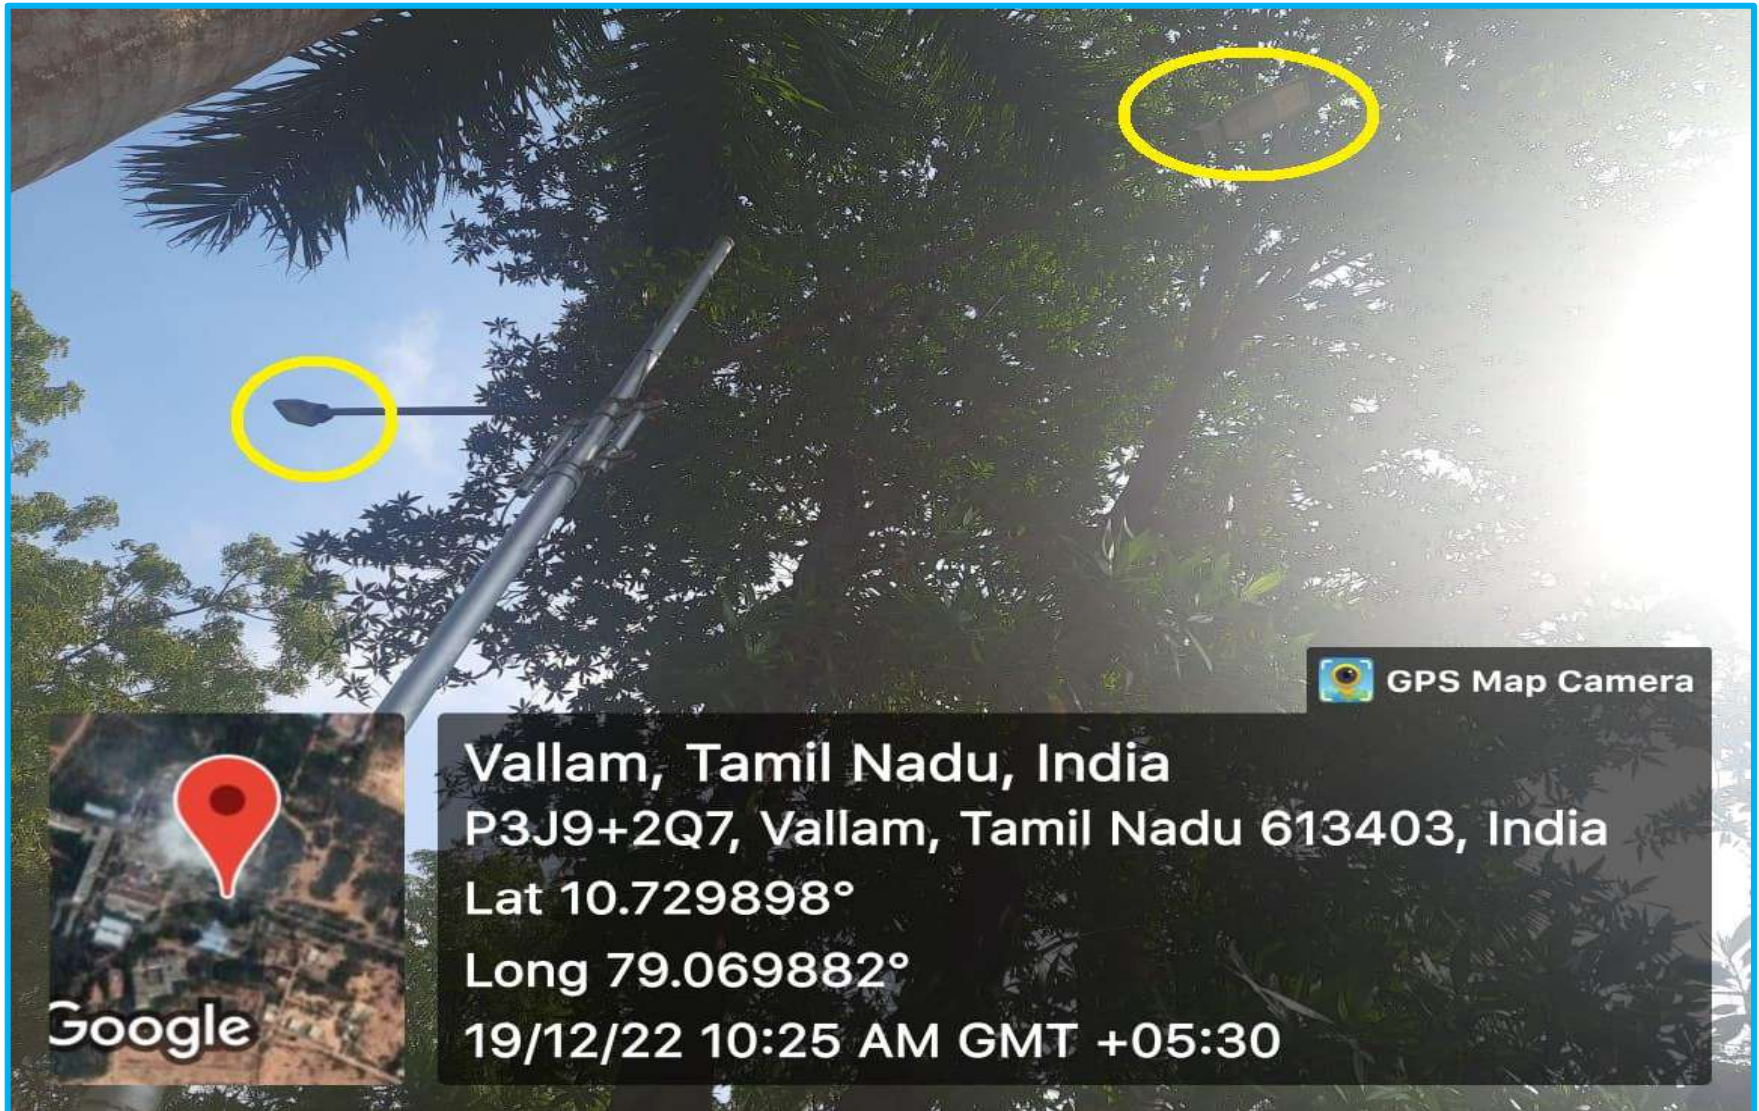 GPS Map Camera
Vallam, Tamil Nadu, India
P3J9+2Q7, Vallam, Tamil Nadu 613403, India
Lat 10.729898°
Long 79.069882°
19/12/22 10:25 AM GMT +05:30
Google